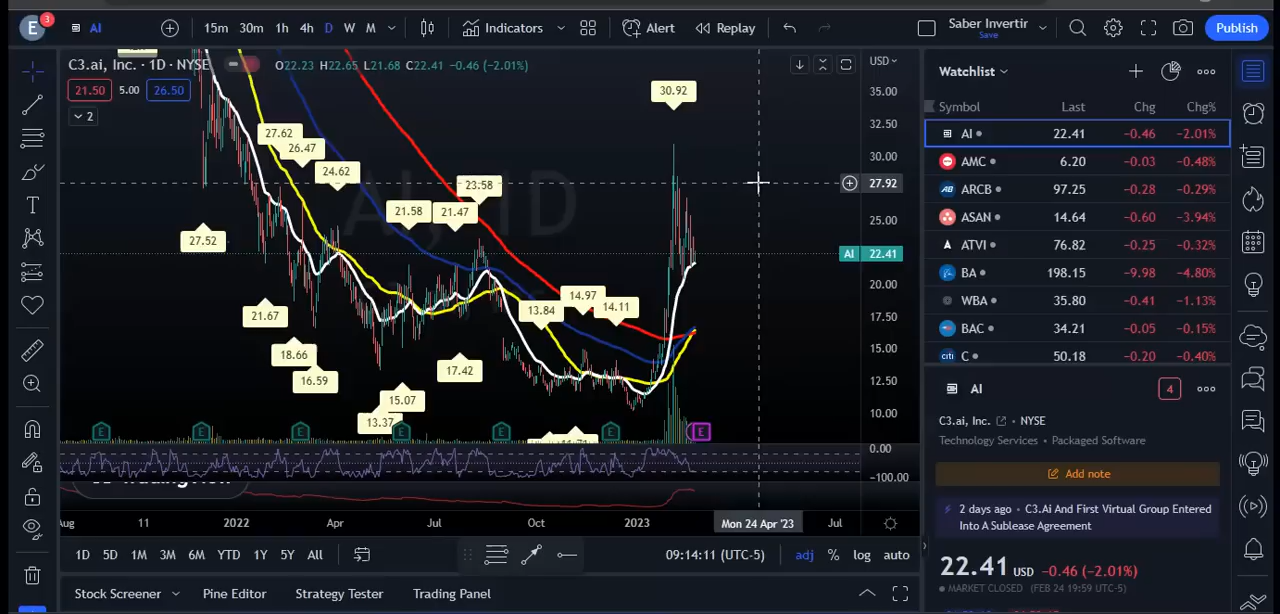 E 3 AI 15m 30m 1h 4h D W M Indicators Alert Replay Saber Invertir Save Publish
C3.ai, Inc. · 1D · NYSE O22.23 H22.65 L21.68 C22.41 −0.46 (−2.01%)
21.50 5.00 26.50
2
USD
35.00
32.50
30.00
27.92
25.00
AI 22.41
20.00
17.50
15.00
12.50
10.00
0.00
−100.00
AI, 1D
30.92
27.62
26.47
24.62
23.58
21.58
21.47
27.52
14.97
14.11
13.84
21.67
18.66
16.59
17.42
15.07
13.37
E E E E E E E
Aug 11 2022 Apr Jul Oct 2023 Mon 24 Apr '23 Jul
1D 5D 1M 3M 6M YTD 1Y 5Y All 09:14:11 (UTC-5) adj % log auto
Stock Screener Pine Editor Strategy Tester Trading Panel
Watchlist
Symbol Last Chg Chg%
AI 22.41 −0.46 −2.01%
AMC 6.20 −0.03 −0.48%
ARCB 97.25 −0.28 −0.29%
ASAN 14.64 −0.60 −3.94%
ATVI 76.82 −0.25 −0.32%
BA 198.15 −9.98 −4.80%
WBA 35.80 −0.41 −1.13%
BAC 34.21 −0.05 −0.15%
citi C 50.18 −0.20 −0.40%
AI 4
C3.ai, Inc. · NYSE
Technology Services · Packaged Software
Add note
2 days ago · C3.Ai And First Virtual Group Entered
Into A Sublease Agreement
22.41 USD −0.46 (−2.01%)
MARKET CLOSED (FEB 24 19:59 UTC-5)